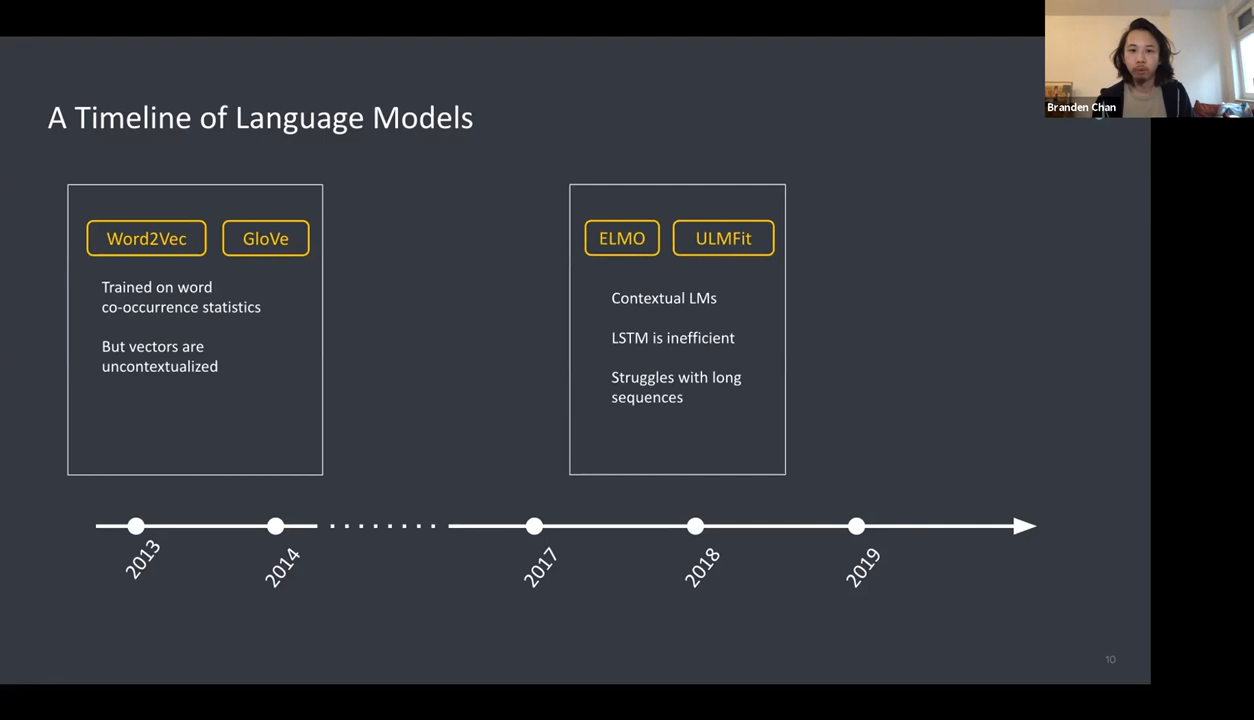 Branden Chan
A Timeline of Language Models
Word2Vec
GloVe
Trained on word
co-occurrence statistics
But vectors are
uncontextualized
ELMO
ULMFit
Contextual LMs
LSTM is inefficient
Struggles with long
sequences
2013
2014
2017
2018
2019
10